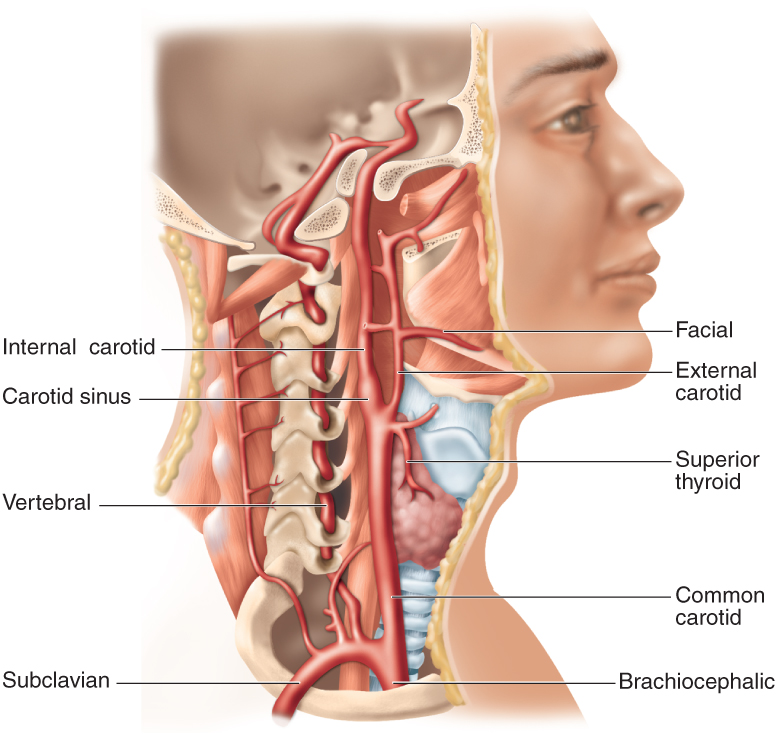 Internal carotid
Carotid sinus
Vertebral
Subclavian
Facial
External
carotid
Superior
thyroid
Common
carotid
Brachiocephalic